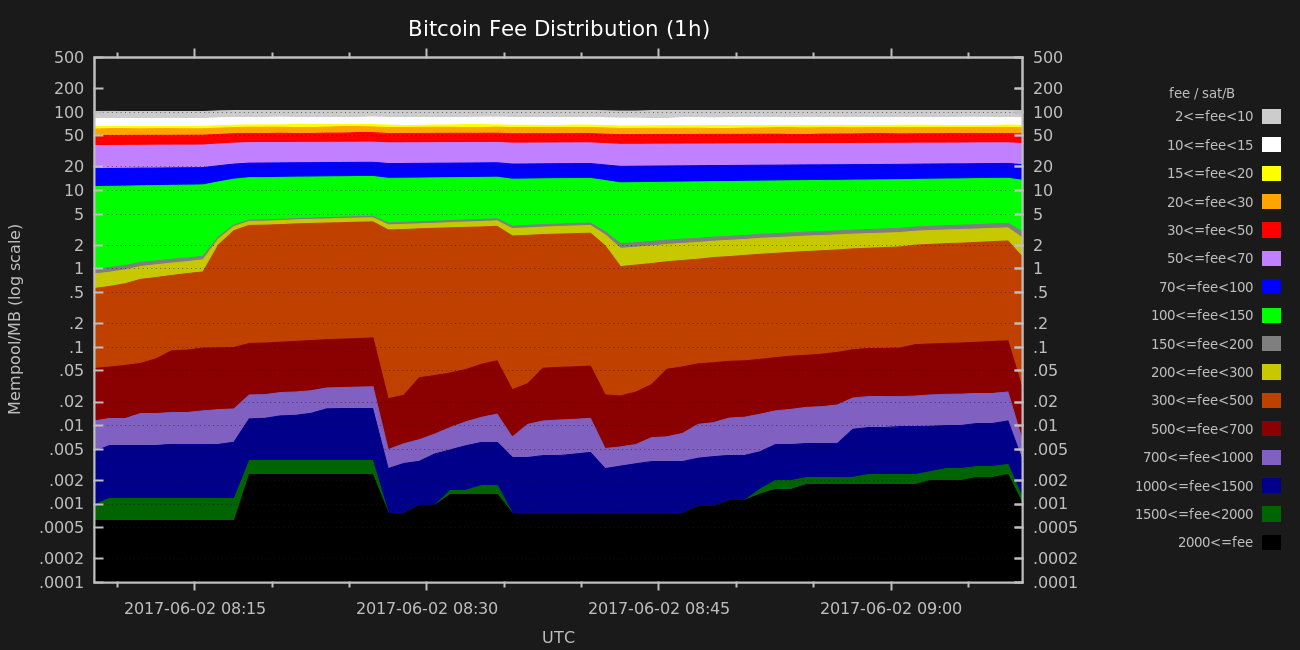 Bitcoin Fee Distribution (1h)
Mempool/MB (log scale)
500
200
100
50
20
10
5
2
1
.5
.2
.1
.05
.02
.01
.005
.002
.001
.0005
.0002
.0001
500
200
100
50
20
10
5
2
1
.5
.2
.1
.05
.02
.01
.005
.002
.001
.0005
.0002
.0001
2017-06-02 08:15 2017-06-02 08:30 2017-06-02 08:45 2017-06-02 09:00
UTC
fee / sat/B
2<=fee<10
10<=fee<15
15<=fee<20
20<=fee<30
30<=fee<50
50<=fee<70
70<=fee<100
100<=fee<150
150<=fee<200
200<=fee<300
300<=fee<500
500<=fee<700
700<=fee<1000
1000<=fee<1500
1500<=fee<2000
2000<=fee